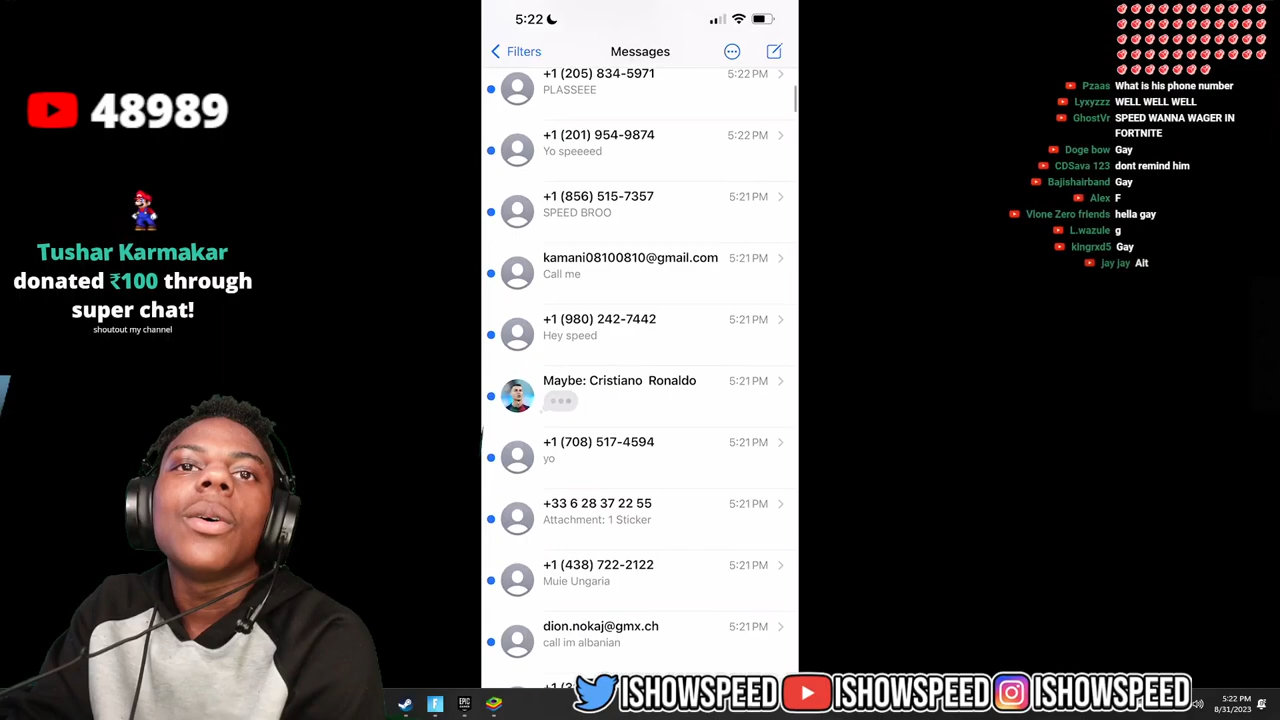 48989
Tushar Karmakar
donated ₹100 through
super chat!
shoutout my channel
5:22
Filters
Messages
+1 (205) 834-5971 5:22 PM
PLASSEEE
+1 (201) 954-9874 5:22 PM
Yo speeeed
+1 (856) 515-7357 5:21 PM
SPEED BROO
kamani08100810@gmail.com 5:21 PM
Call me
+1 (980) 242-7442 5:21 PM
Hey speed
Maybe: Cristiano Ronaldo 5:21 PM
+1 (708) 517-4594 5:21 PM
yo
+33 6 28 37 22 55 5:21 PM
Attachment: 1 Sticker
+1 (438) 722-2122 5:21 PM
Muie Ungaria
dion.nokaj@gmx.ch 5:21 PM
call im albanian
Pzaas What is his phone number
Lyxyzzz WELL WELL WELL
GhostVr SPEED WANNA WAGER IN
FORTNITE
Doge bow Gay
CDSava 123 dont remind him
Bajishairband Gay
Alex F
Vlone Zero friends hella gay
L.wazule g
kingrxd5 Gay
jay jay Ait
ISHOWSPEED ISHOWSPEED ISHOWSPEED
5:22 PM
8/31/2023